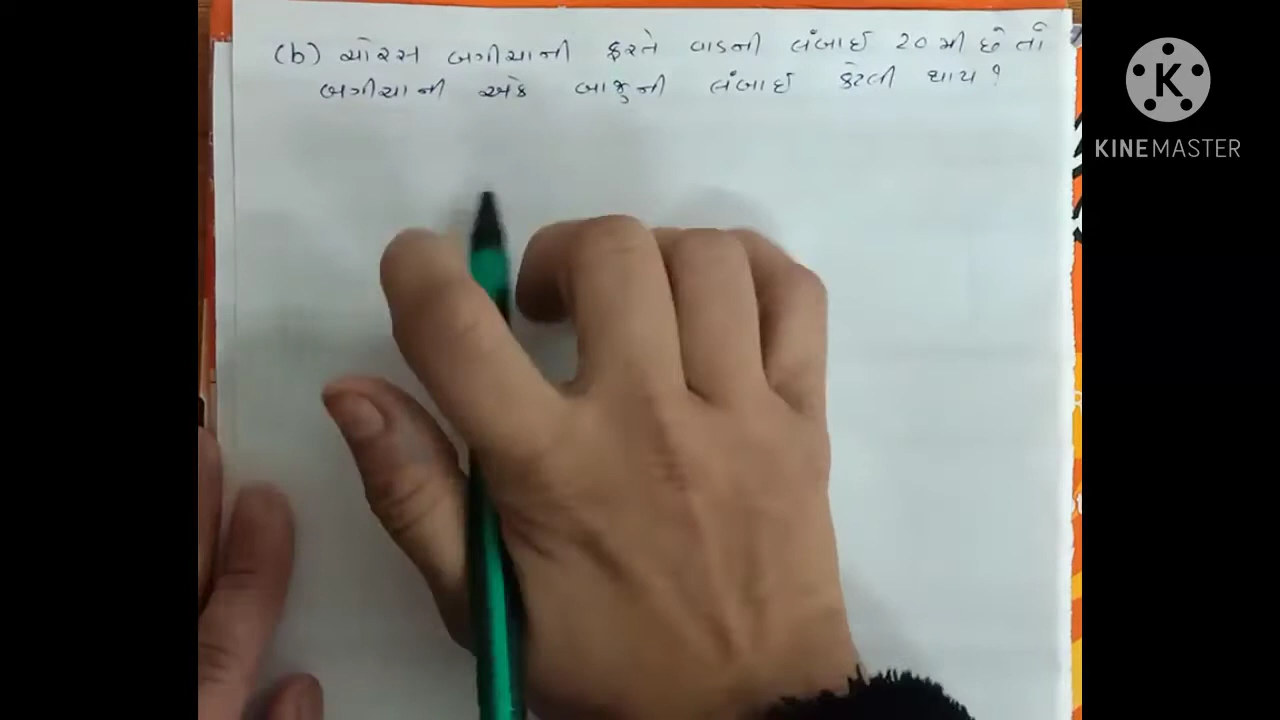 (b) ચોરસ બગીચાની ફરતે વાડની લંબાઈ 20 મી છે તો
બગીચાની એક બાજુની લંબાઈ કેટલી થાય ?
K
KINEMASTER